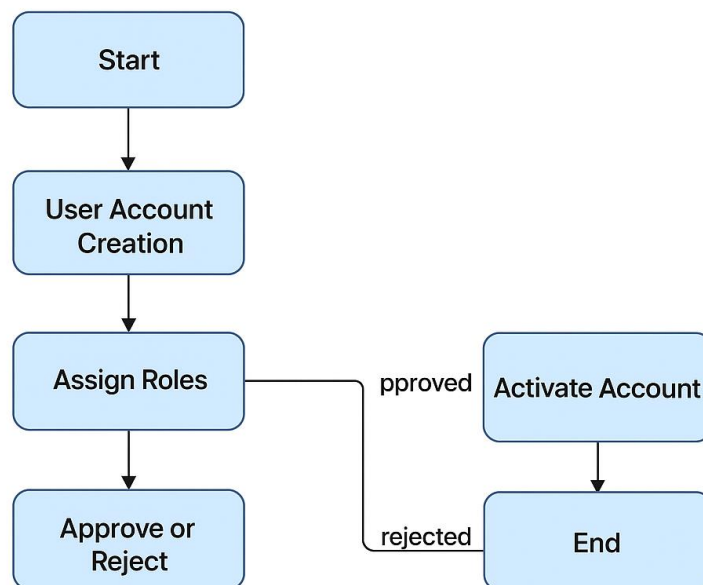 Start
User Account
Creation
Assign Roles
pproved
Activate Account
Approve or
Reject
rejected
End